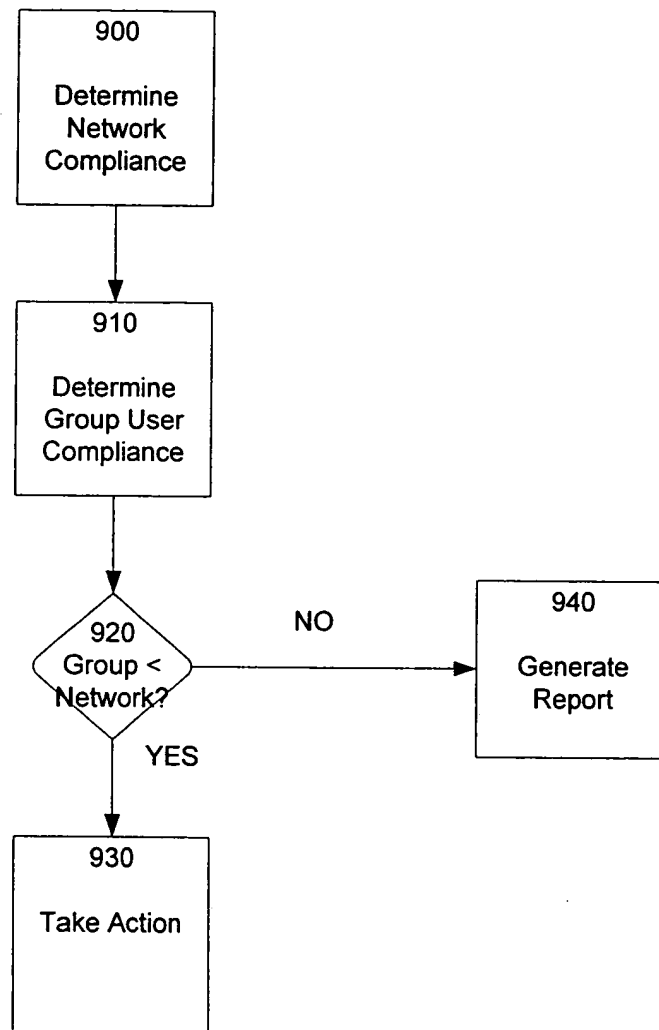 900
Determine
Network
Compliance
910
Determine
Group User
Compliance
920
Group <
Network?
NO
940
Generate
Report
YES
930
Take Action